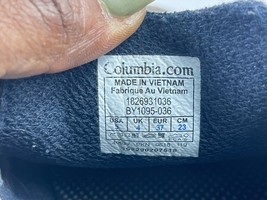 Columbia.com
MADE IN VIETNAM
Fabriqué Au Vietnam
1826931036
BY1095-036
USA UK EUR CM
5 4 37 23